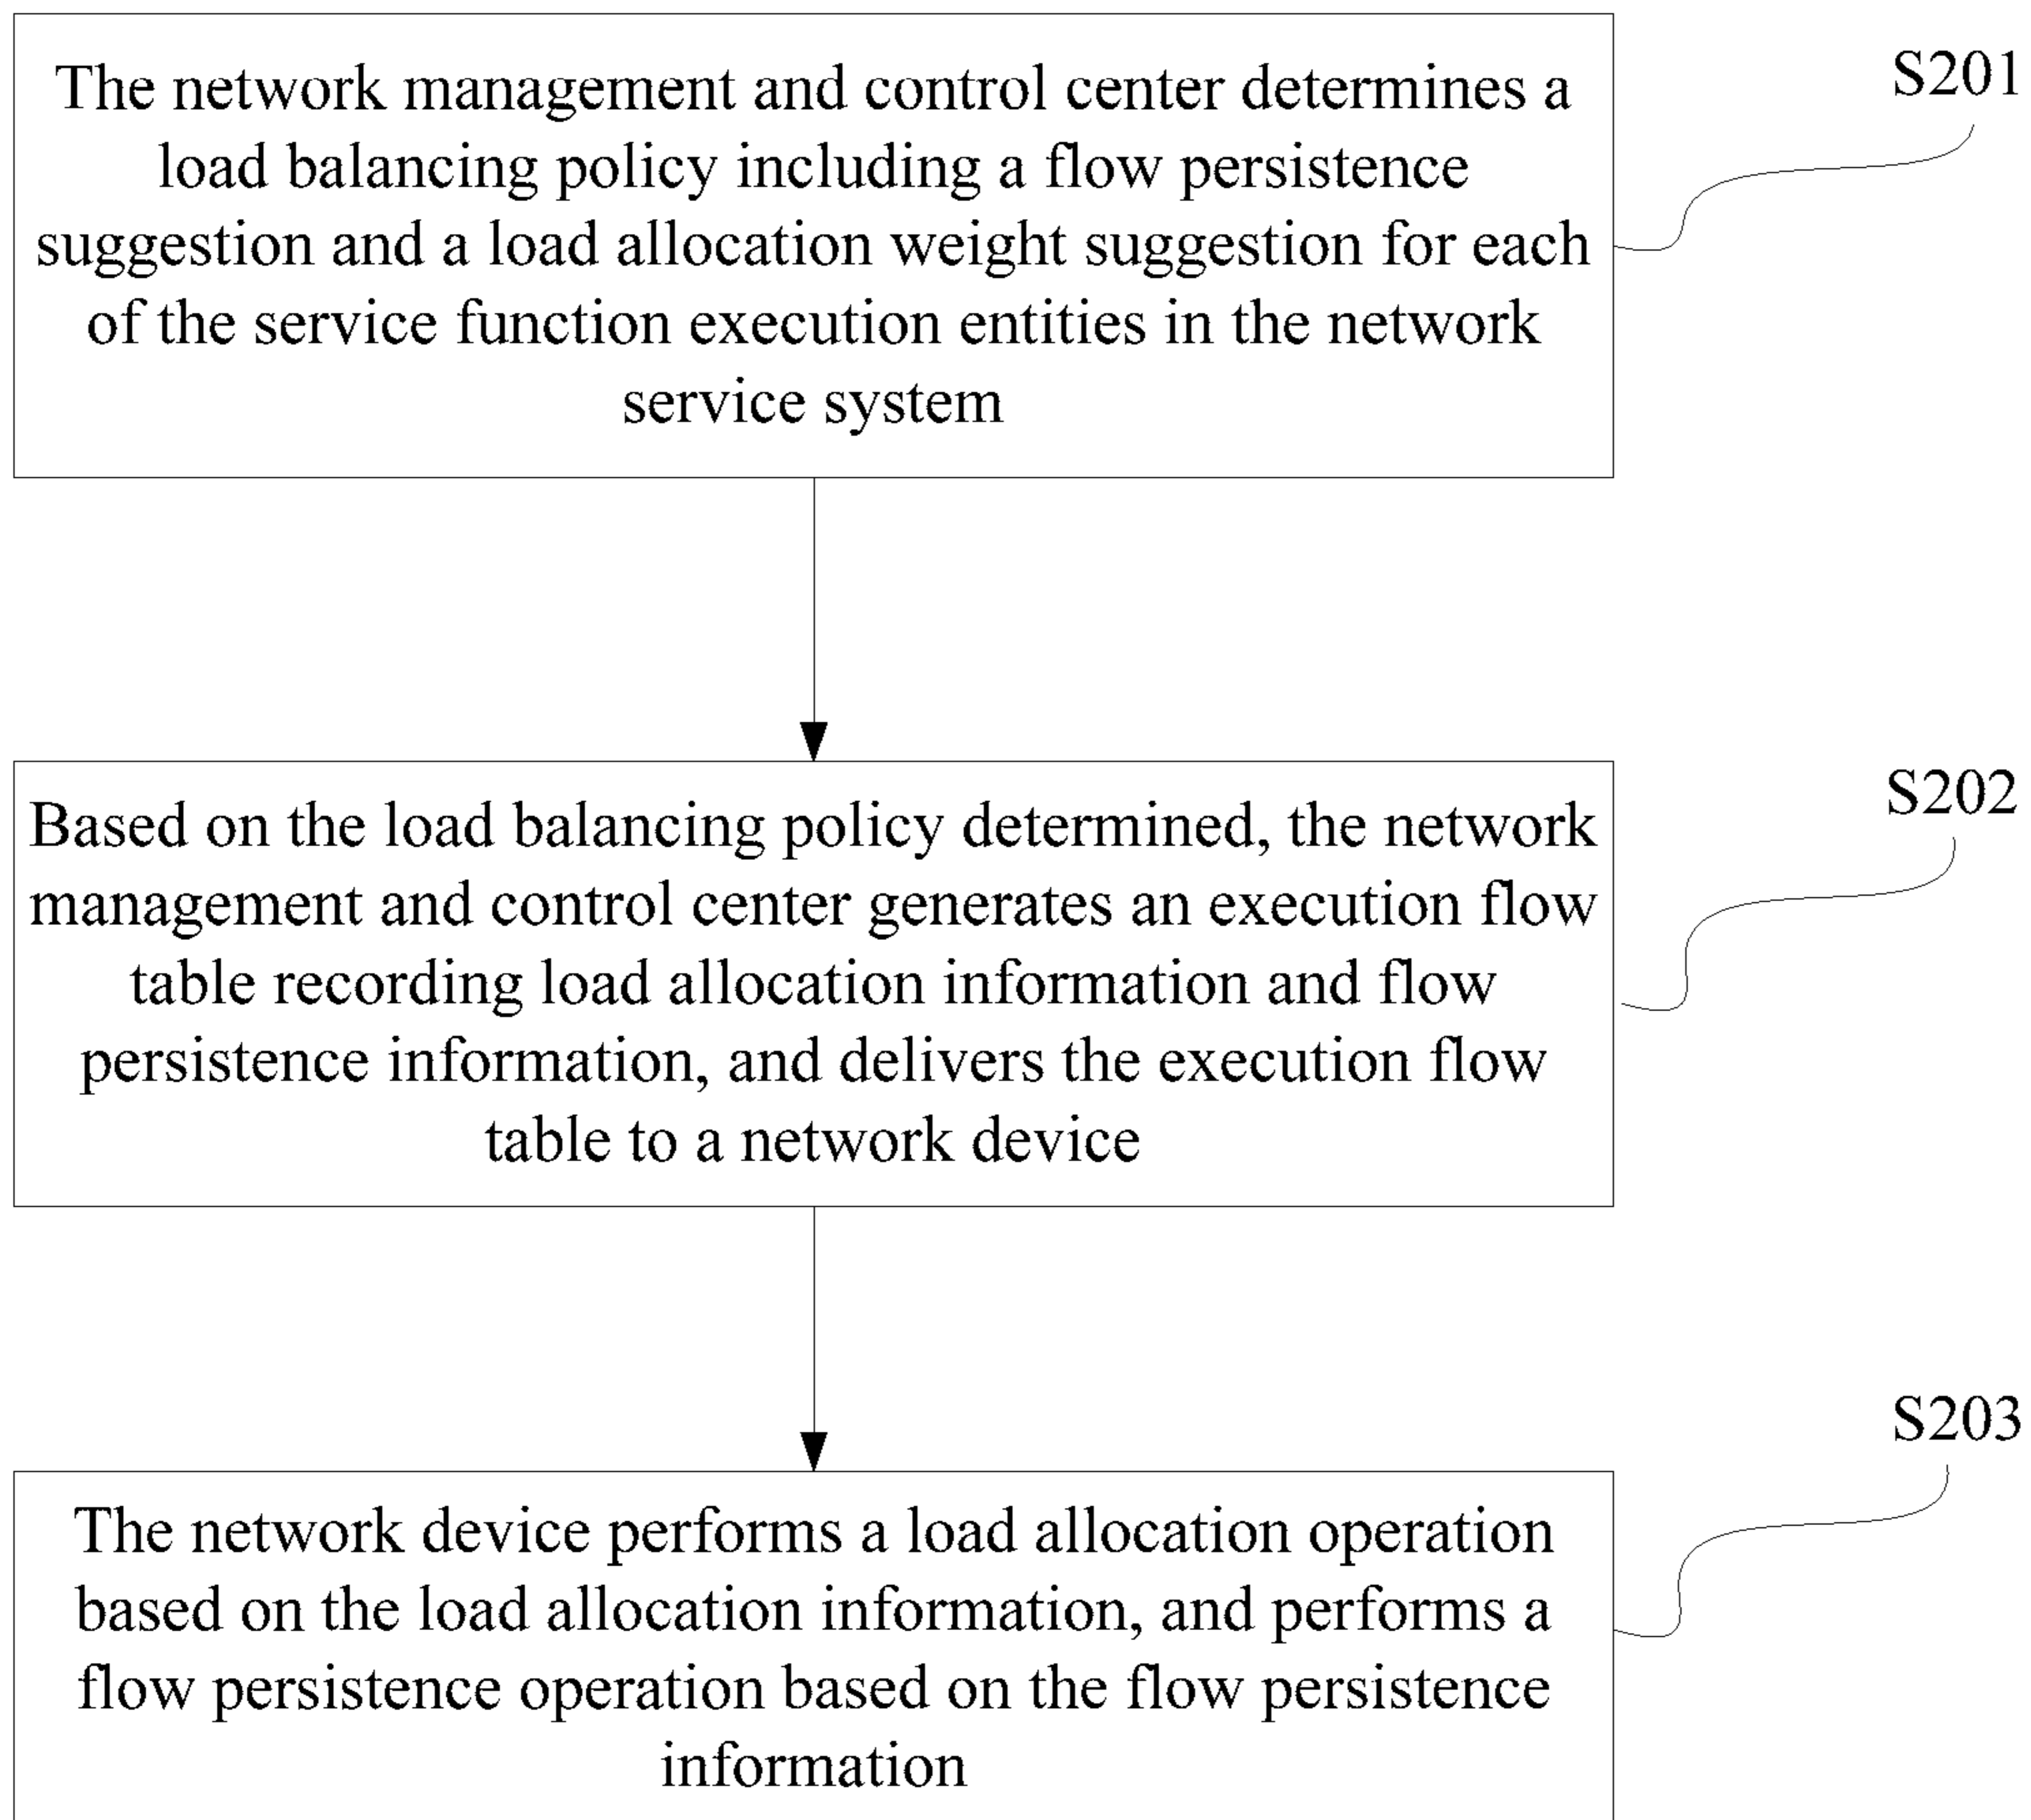 The network management and control center determines a
load balancing policy including a flow persistence
suggestion and a load allocation weight suggestion for each
of the service function execution entities in the network
service system
S201
Based on the load balancing policy determined, the network
management and control center generates an execution flow
table recording load allocation information and flow
persistence information, and delivers the execution flow
table to a network device
S202
The network device performs a load allocation operation
based on the load allocation information, and performs a
flow persistence operation based on the flow persistence
information
S203